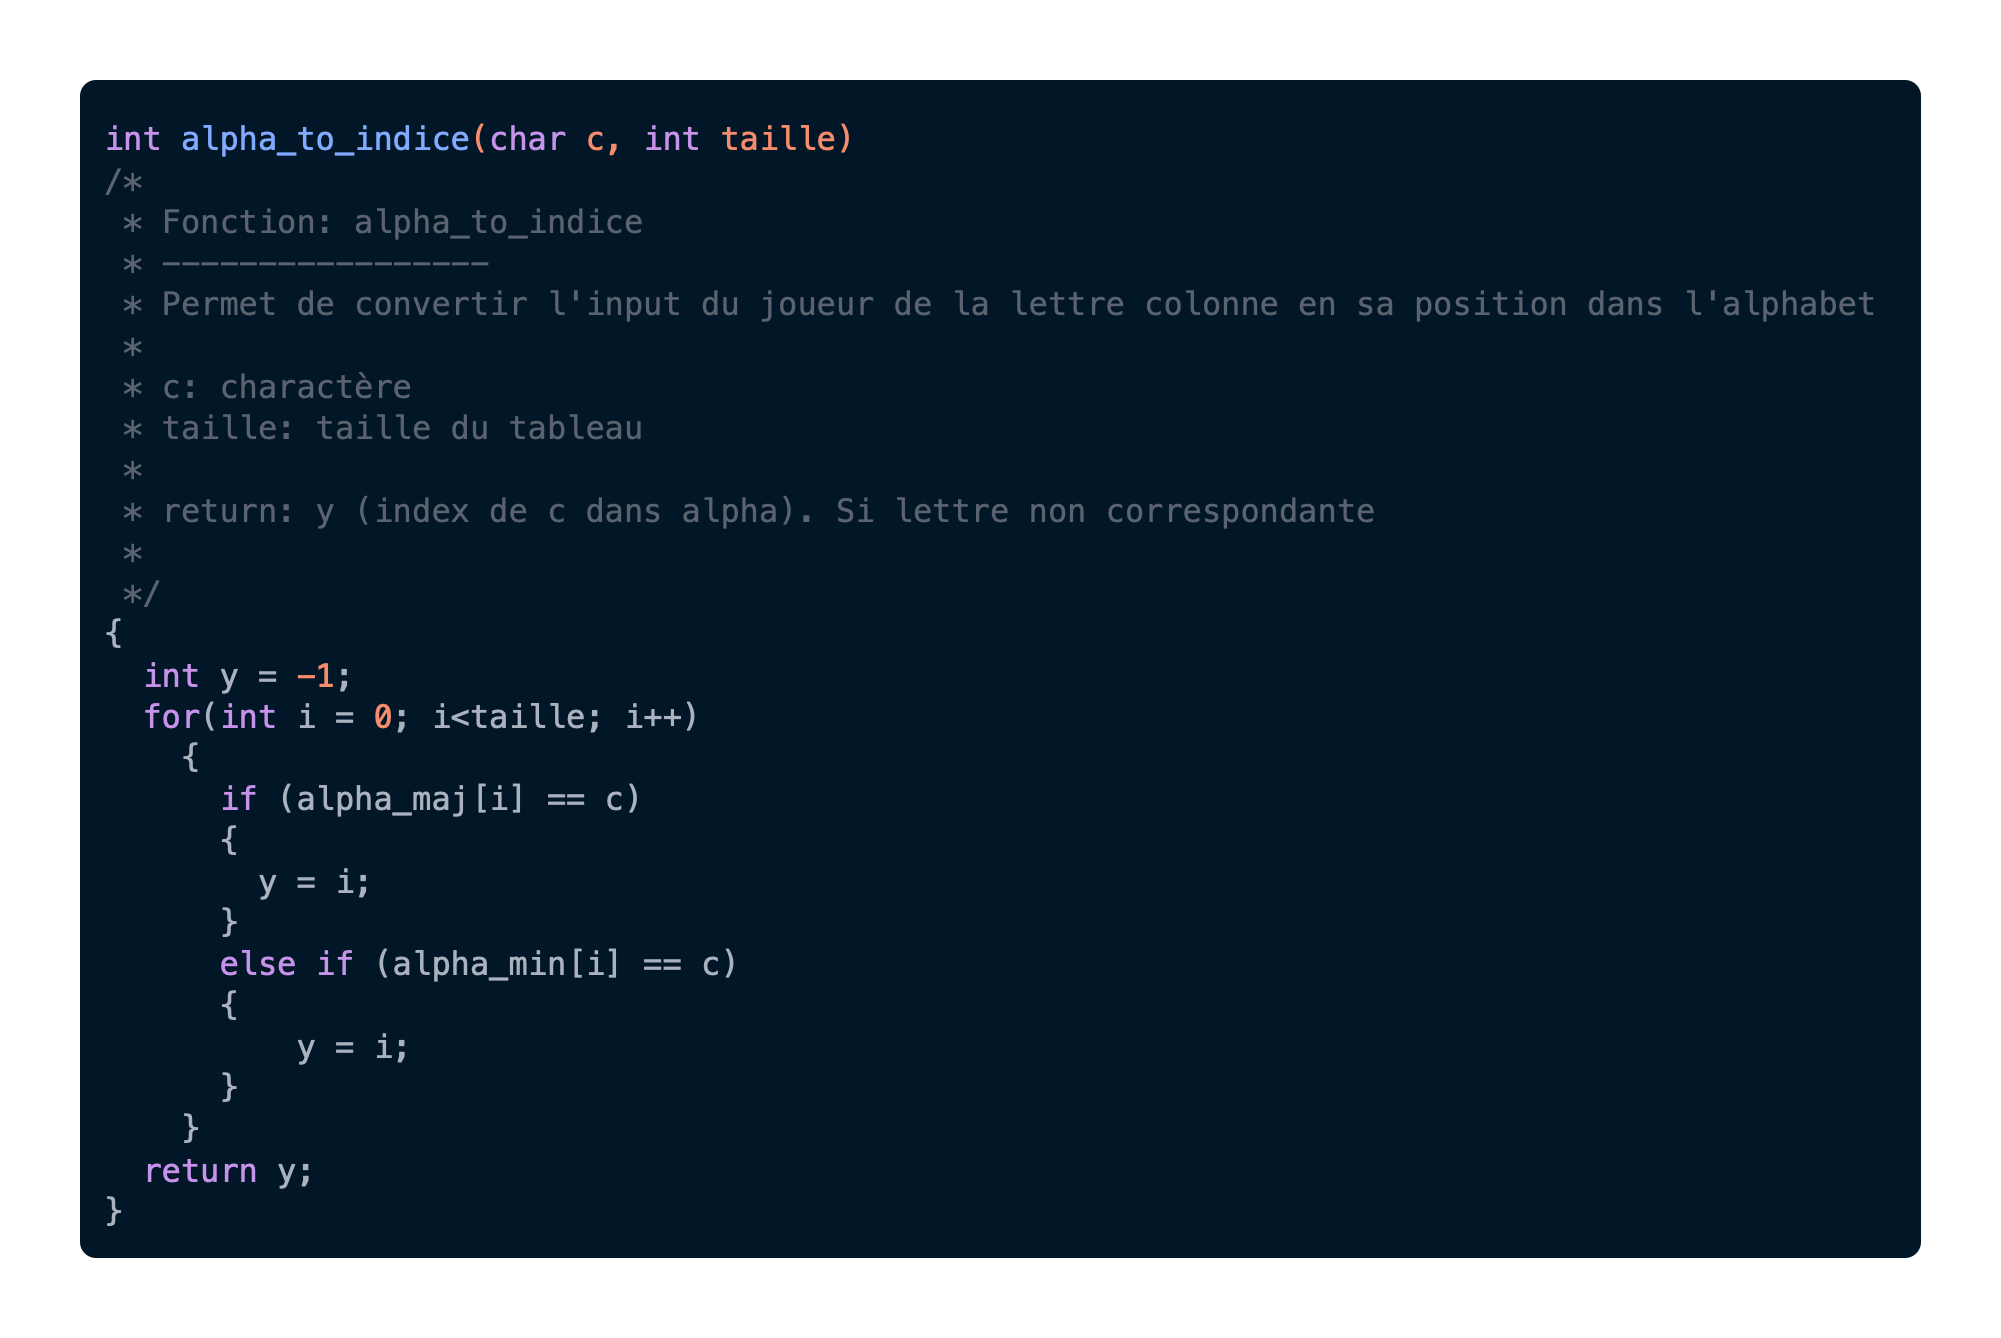 int alpha_to_indice(char c, int taille)
/*
 * Fonction: alpha_to_indice
 * -----------------
 * Permet de convertir l'input du joueur de la lettre colonne en sa position dans l'alphabet
 *
 * c: charactère
 * taille: taille du tableau
 *
 * return: y (index de c dans alpha). Si lettre non correspondante
 *
 */
{
  int y = -1;
  for(int i = 0; i<taille; i++)
    {
      if (alpha_maj[i] == c)
      {
        y = i;
      }
      else if (alpha_min[i] == c)
      {
          y = i;
      }
    }
  return y;
}